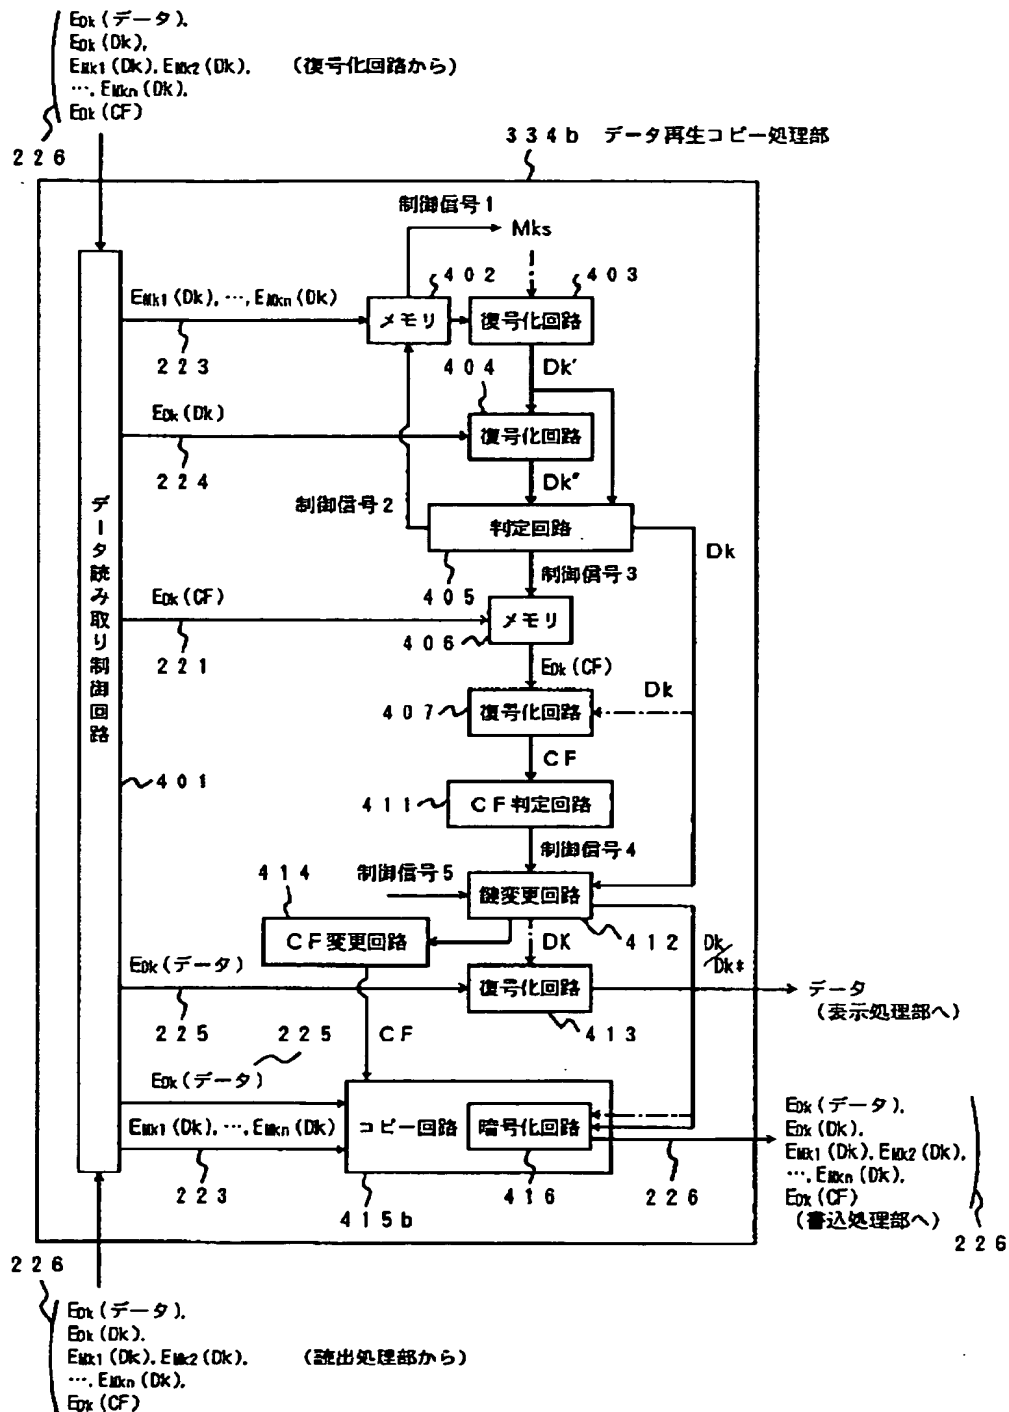 EDk(データ),
EDk(Dk),
EMk1(Dk),EMk2(Dk), (復号化回路から)
…,EMkn(Dk),
EDk(CF)
226
334b データ再生コピー処理部
制御信号1
Mks
402
403
EMk1(Dk),…,EMkn(Dk)
メモリ
復号化回路
223
404
Dk′
EDk(Dk)
復号化回路
224
Dk″
制御信号2
判定回路
Dk
データ読み取り制御回路
405
制御信号3
EDk(CF)
メモリ
406
221
EDk(CF)
Dk
407
復号化回路
CF
401
411
CF判定回路
制御信号4
414
制御信号5
鍵変更回路
CF変更回路
DK
412
Dk/Dk*
EDk(データ)
復号化回路
データ
(表示処理部へ)
225
225
CF
413
EDk(データ)
EMk1(Dk),…,EMkn(Dk)
コピー回路
暗号化回路
223
415b
416
226
EDk(データ),
EDk(Dk),
EMk1(Dk),EMk2(Dk),
…,EMkn(Dk),
EDk(CF)
(書込処理部へ)
226
226
EDk(データ),
EDk(Dk),
EMk1(Dk),EMk2(Dk), (読出処理部から)
…,EMkn(Dk),
EDk(CF)